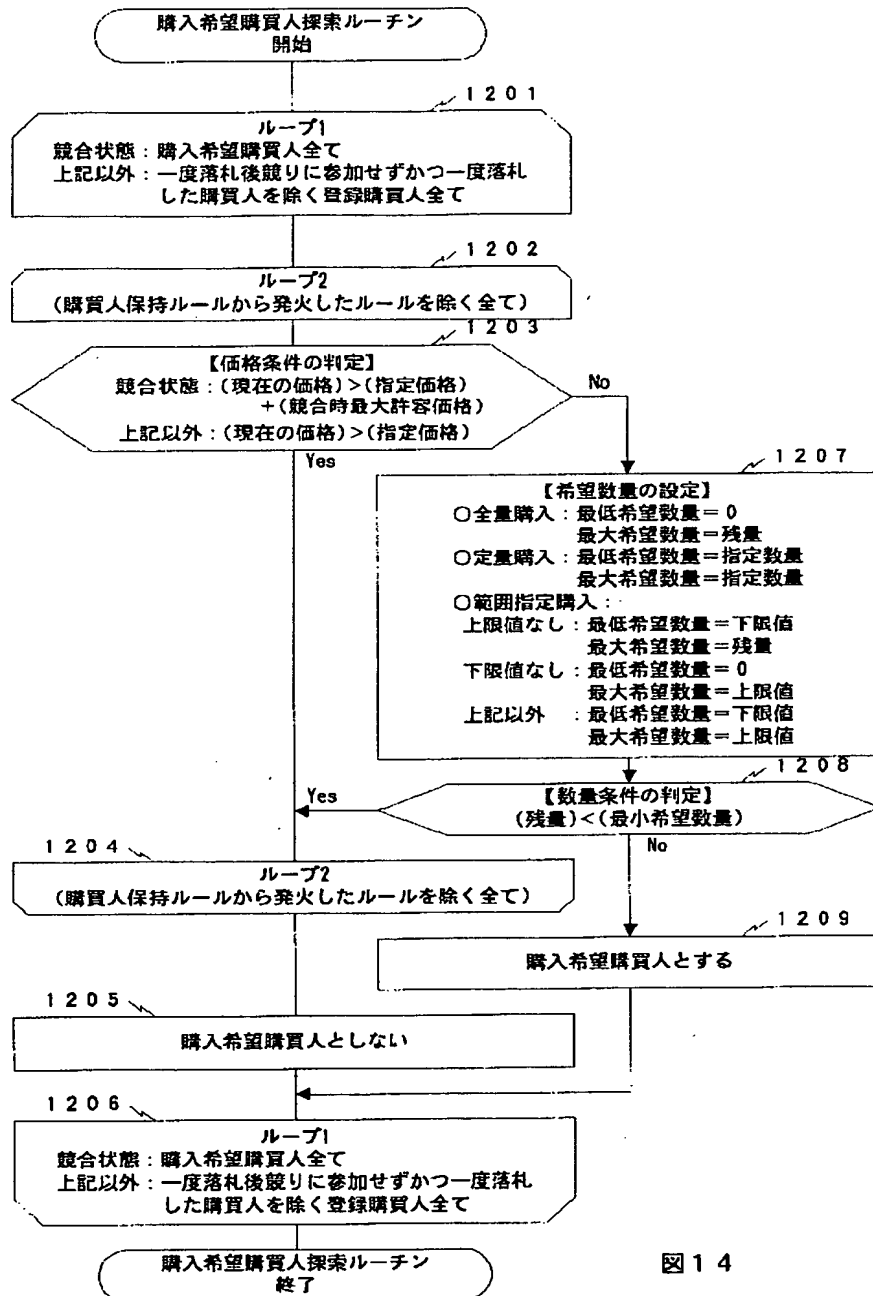 購入希望購買人探索ルーチン
開始
1201
ループ1
競合状態：購入希望購買人全て
上記以外：一度落札後競りに参加せずかつ一度落札
した購買人を除く登録購買人全て
1202
ループ2
(購買人保持ルールから発火したルールを除く全て)
1203
【価格条件の判定】
競合状態：(現在の価格)>(指定価格)
+(競合時最大許容価格)
上記以外：(現在の価格)>(指定価格)
No
Yes
1207
【希望数量の設定】
○全量購入：最低希望数量＝0
最大希望数量＝残量
○定量購入：最低希望数量＝指定数量
最大希望数量＝指定数量
○範囲指定購入：
上限値なし：最低希望数量＝下限値
最大希望数量＝残量
下限値なし：最低希望数量＝0
最大希望数量＝上限値
上記以外　：最低希望数量＝下限値
最大希望数量＝上限値
1208
【数量条件の判定】
(残量)<(最小希望数量)
Yes
No
1204
ループ2
(購買人保持ルールから発火したルールを除く全て)
1209
購入希望購買人とする
1205
購入希望購買人としない
1206
ループ1
競合状態：購入希望購買人全て
上記以外：一度落札後競りに参加せずかつ一度落札
した購買人を除く登録購買人全て
購入希望購買人探索ルーチン
終了
図14